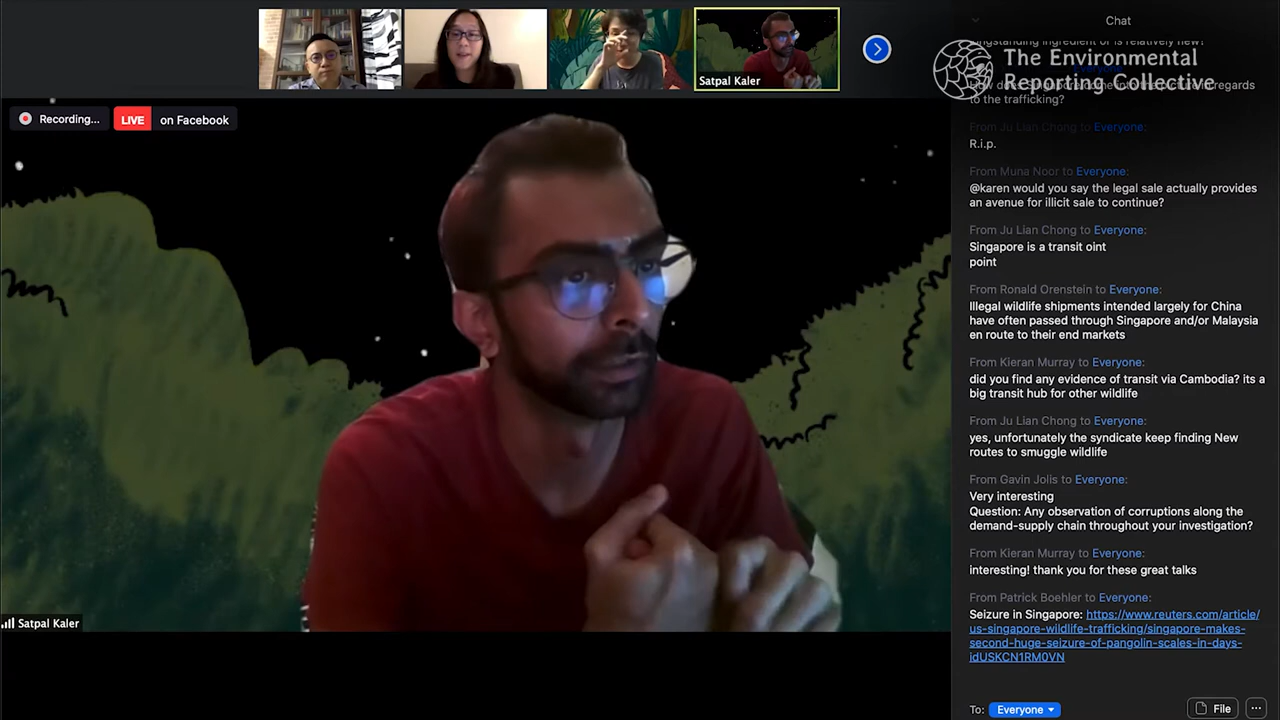 Satpal Kaler
Recording...
LIVE
on Facebook
Satpal Kaler
Chat
The Environmental
Reporting Collective
to the trafficking?
From Ju Lian Chong to Everyone:
R.i.p.
From Muna Noor to Everyone:
@karen would you say the legal sale actually provides
an avenue for illicit sale to continue?
From Ju Lian Chong to Everyone:
Singapore is a transit oint
point
From Ronald Orenstein to Everyone:
Illegal wildlife shipments intended largely for China
have often passed through Singapore and/or Malaysia
en route to their end markets
From Kieran Murray to Everyone:
did you find any evidence of transit via Cambodia? its a
big transit hub for other wildlife
From Ju Lian Chong to Everyone:
yes, unfortunately the syndicate keep finding New
routes to smuggle wildlife
From Gavin Jolis to Everyone:
Very interesting
Question: Any observation of corruptions along the
demand-supply chain throughout your investigation?
From Kieran Murray to Everyone:
interesting! thank you for these great talks
From Patrick Boehler to Everyone:
Seizure in Singapore: https://www.reuters.com/article/
us-singapore-wildlife-trafficking/singapore-makes-
second-huge-seizure-of-pangolin-scales-in-days-
idUSKCN1RM0VN
To: Everyone
File